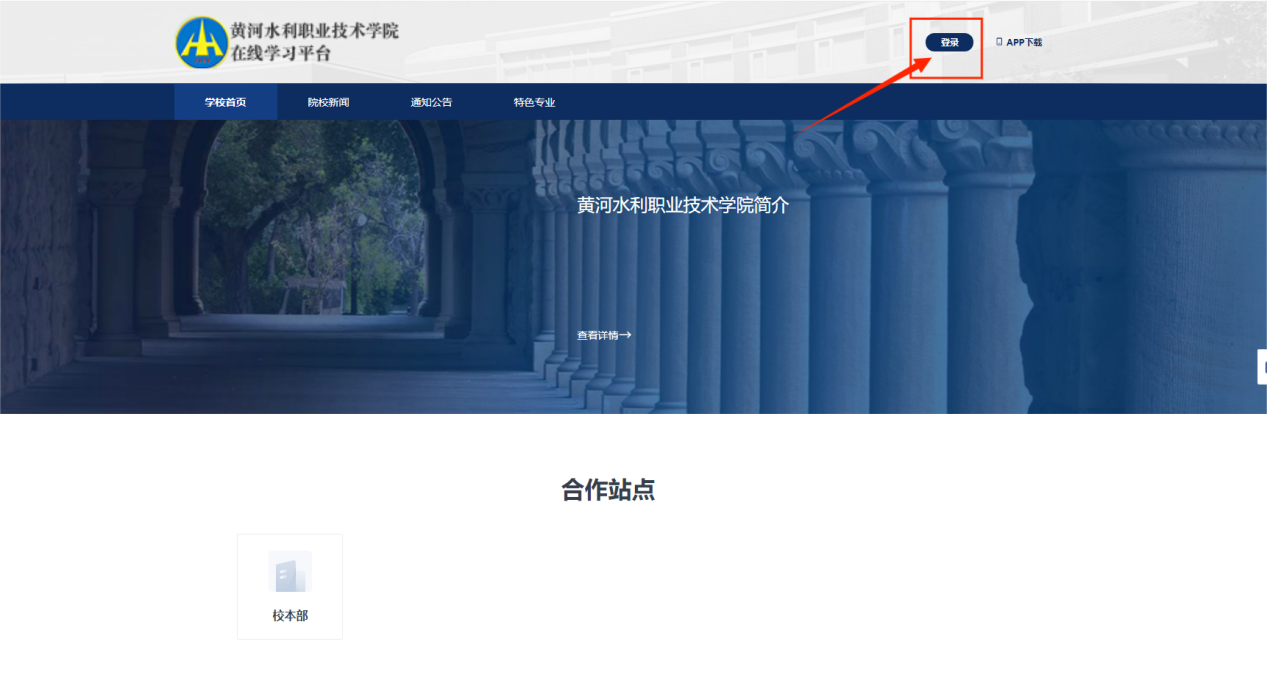 黄河水利职业技术学院
在线学习平台
登录
APP下载
学校首页
院校新闻
通知公告
特色专业
黄河水利职业技术学院简介
查看详情→
合作站点
校本部